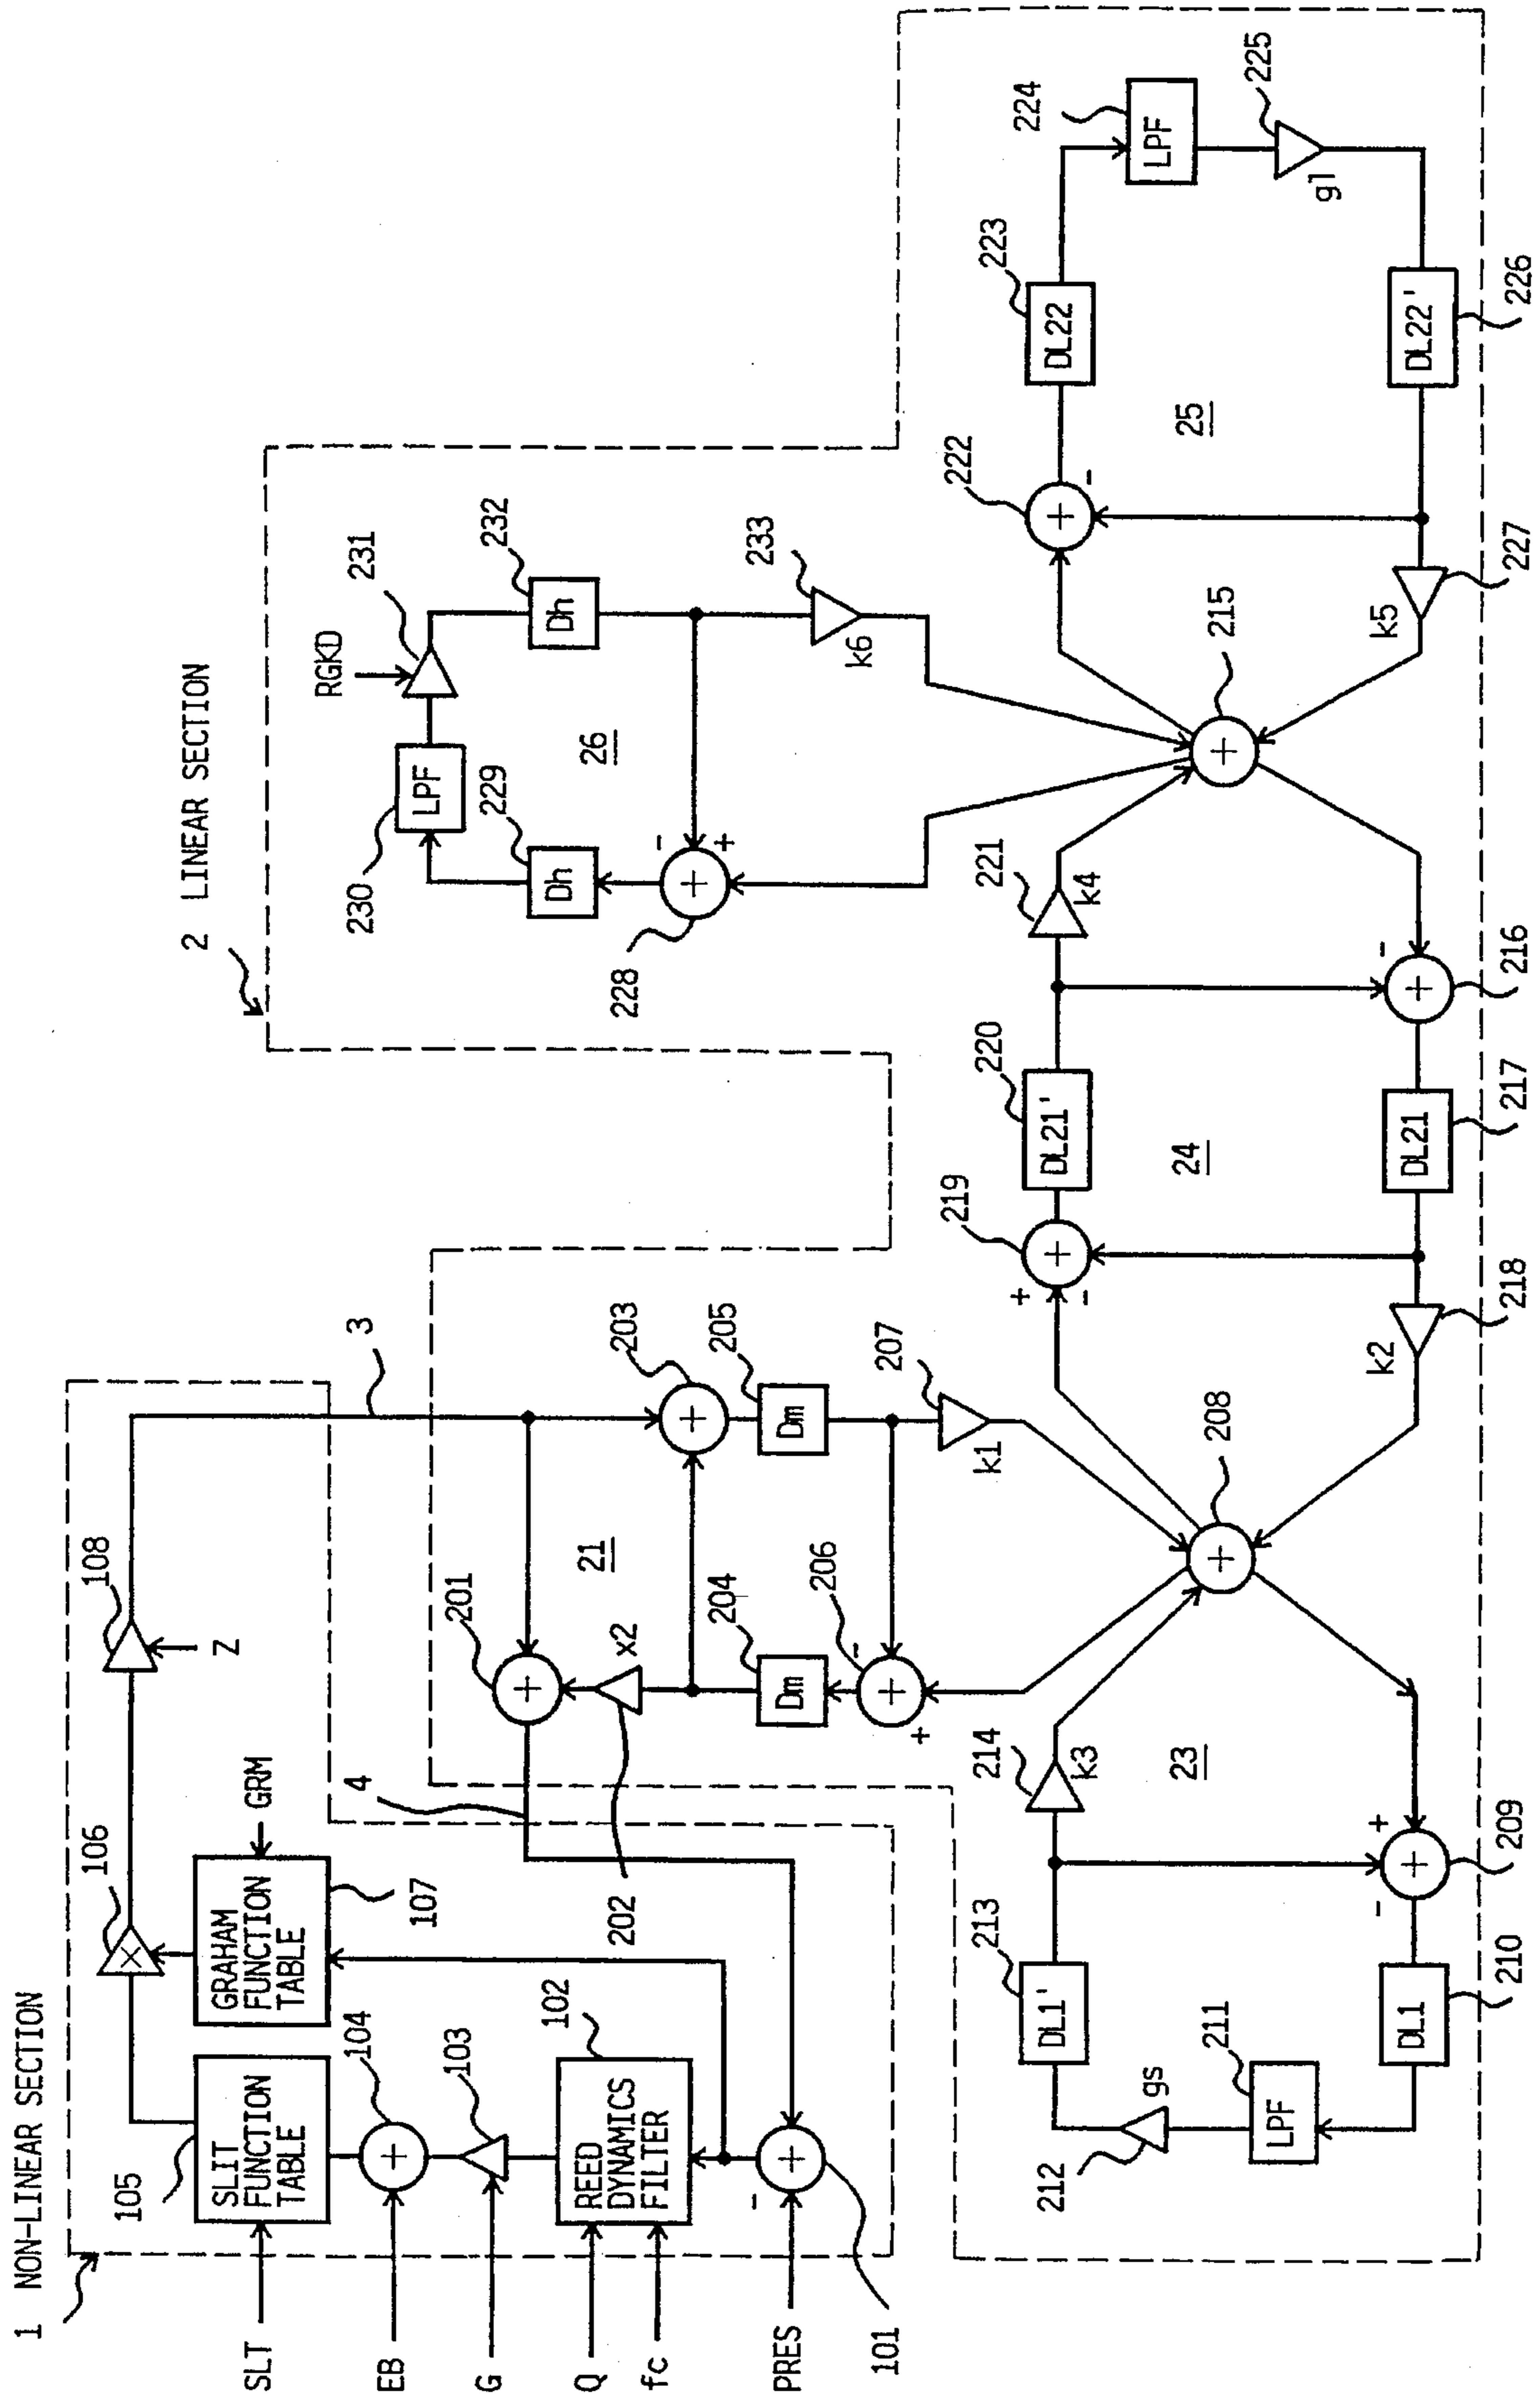 1 NON-LINEAR SECTION
2 LINEAR SECTION
SLT
EB
G
Q
fc
PRES
101
105
SLIT
FUNCTION
TABLE
104
103
102
REED
DYNAMICS
FILTER
-
+
+
106
×
GRAHAM
FUNCTION
TABLE
GRM
107
108
Z
3
4
201
+
202
x2
21
203
+
204
Dm
205
Dm
206
+
-
+
207
k1
208
+
209
+
+
-
210
DL1
211
LPF
212
gs
213
DL1'
214
k3
23
215
+
216
+
-
217
DL21
218
k2
219
+
+
-
220
DL21'
221
k4
24
222
+
-
223
DL22
224
LPF
225
g1
226
DL22'
227
k5
25
228
+
-
+
229
Dh
230
LPF
231
RGKD
232
Dh
233
k6
26